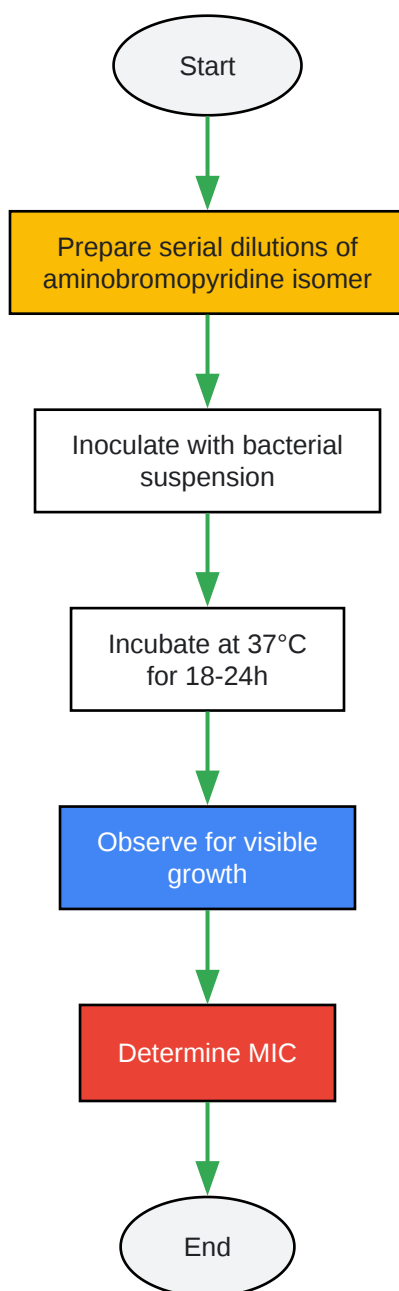 Start
Prepare serial dilutions of
aminobromopyridine isomer
Inoculate with bacterial
suspension
Incubate at 37°C
for 18-24h
Observe for visible
growth
Determine MIC
End